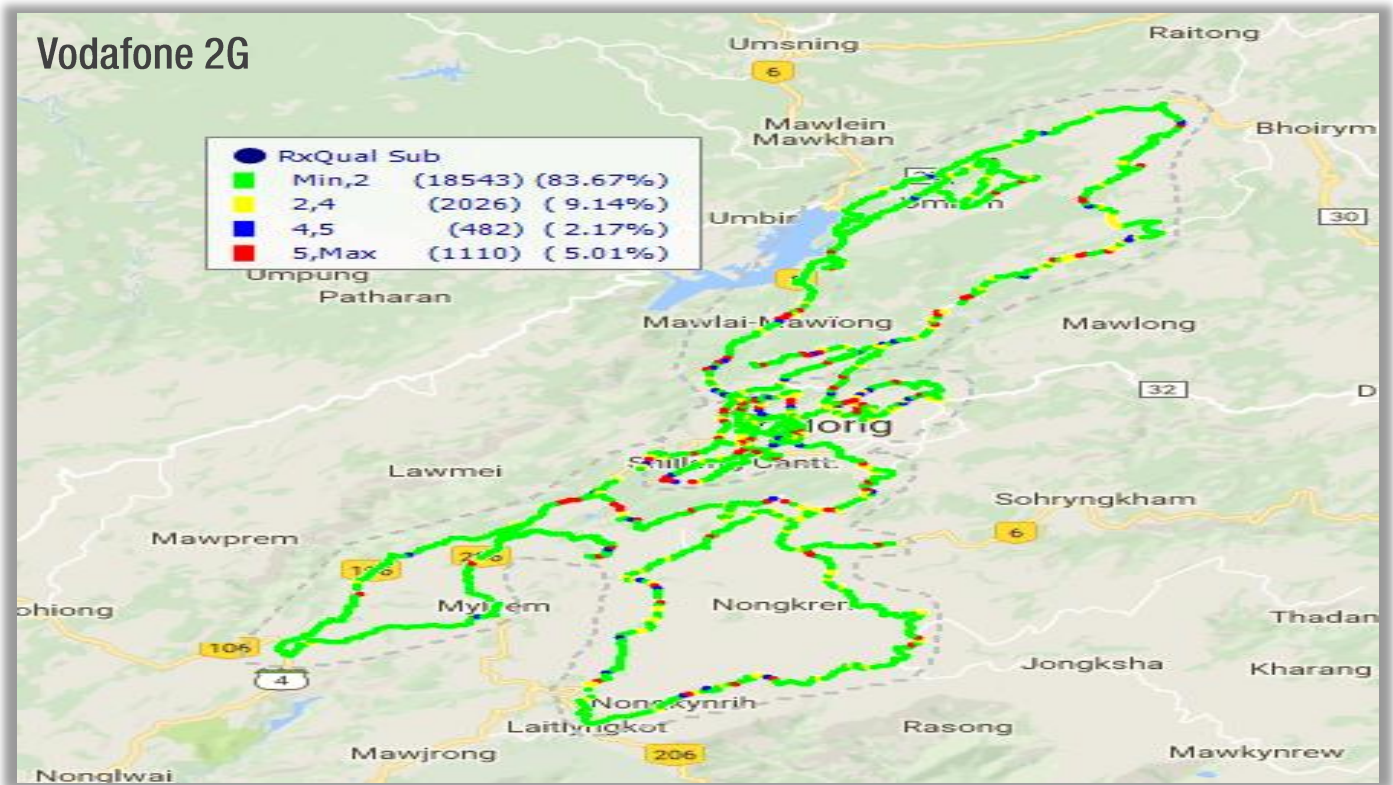 Vodafone 2G
RxQual Sub
Min,2 (18543) (83.67%)
2,4 (2026) ( 9.14%)
4,5 (482) ( 2.17%)
5,Max (1110) ( 5.01%)
Umsning
Raitong
6
Mawlein
Mawkhan
Bhoirym
30
Umpung
Patharan
Mawlai-Mawiong
Mawlong
32
D
Lawmei
Sohryngkham
6
Mawprem
ohiong
Nongkrem
Thadan
106
Jongksha
Kharang
4
Laitlyngkot
Rasong
Mawjrong
206
Mawkynrew
Nonglwai